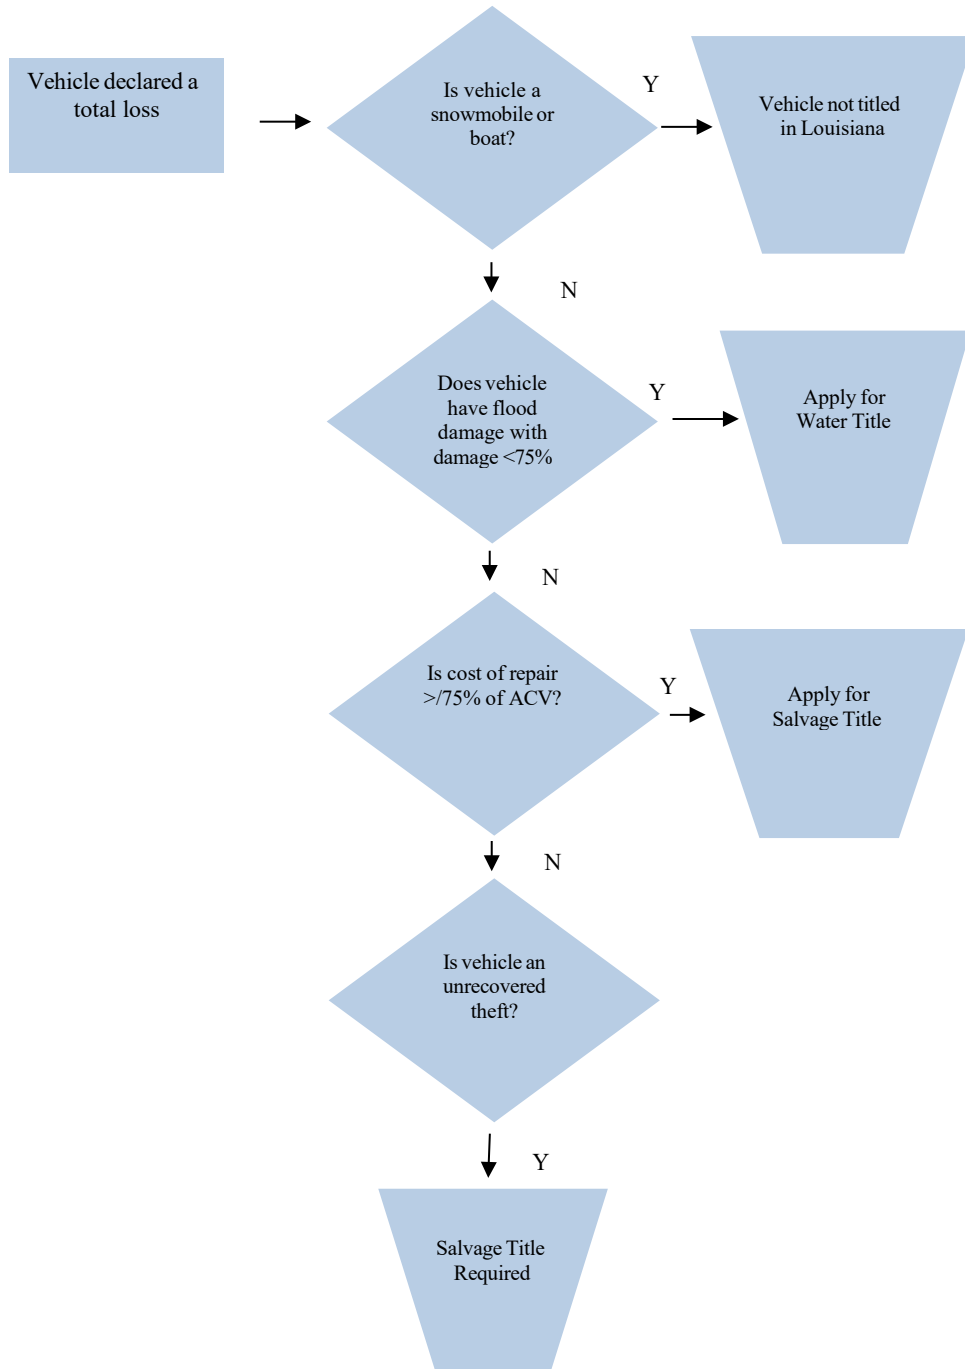 Vehicle declared a
total loss
Is vehicle a
snowmobile or
boat?
Y
Vehicle not titled
in Louisiana
N
Does vehicle
have flood
damage with
damage <75%
Y
Apply for
Water Title
N
Is cost of repair
>/75% of ACV?
Y
Apply for
Salvage Title
N
Is vehicle an
unrecovered
theft?
Y
Salvage Title
Required